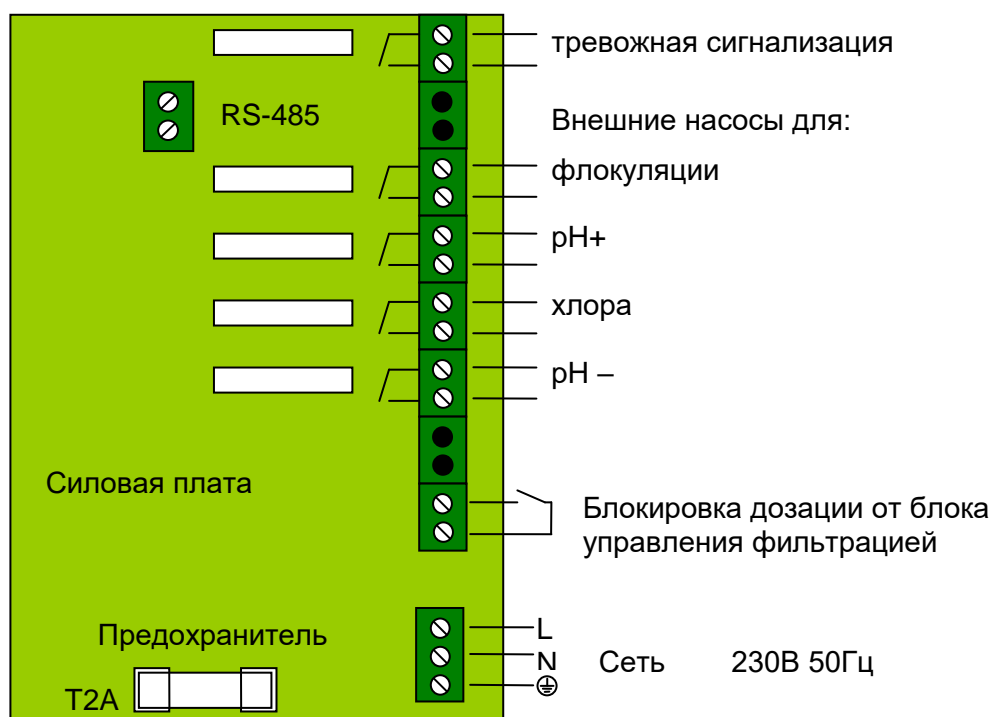 тревожная сигнализация
RS-485
Внешние насосы для:
флокуляции
pH+
хлора
pH –
Силовая плата
Блокировка дозации от блока
управления фильтрацией
Предохранитель
L
N
Сеть 230В 50Гц
T2A